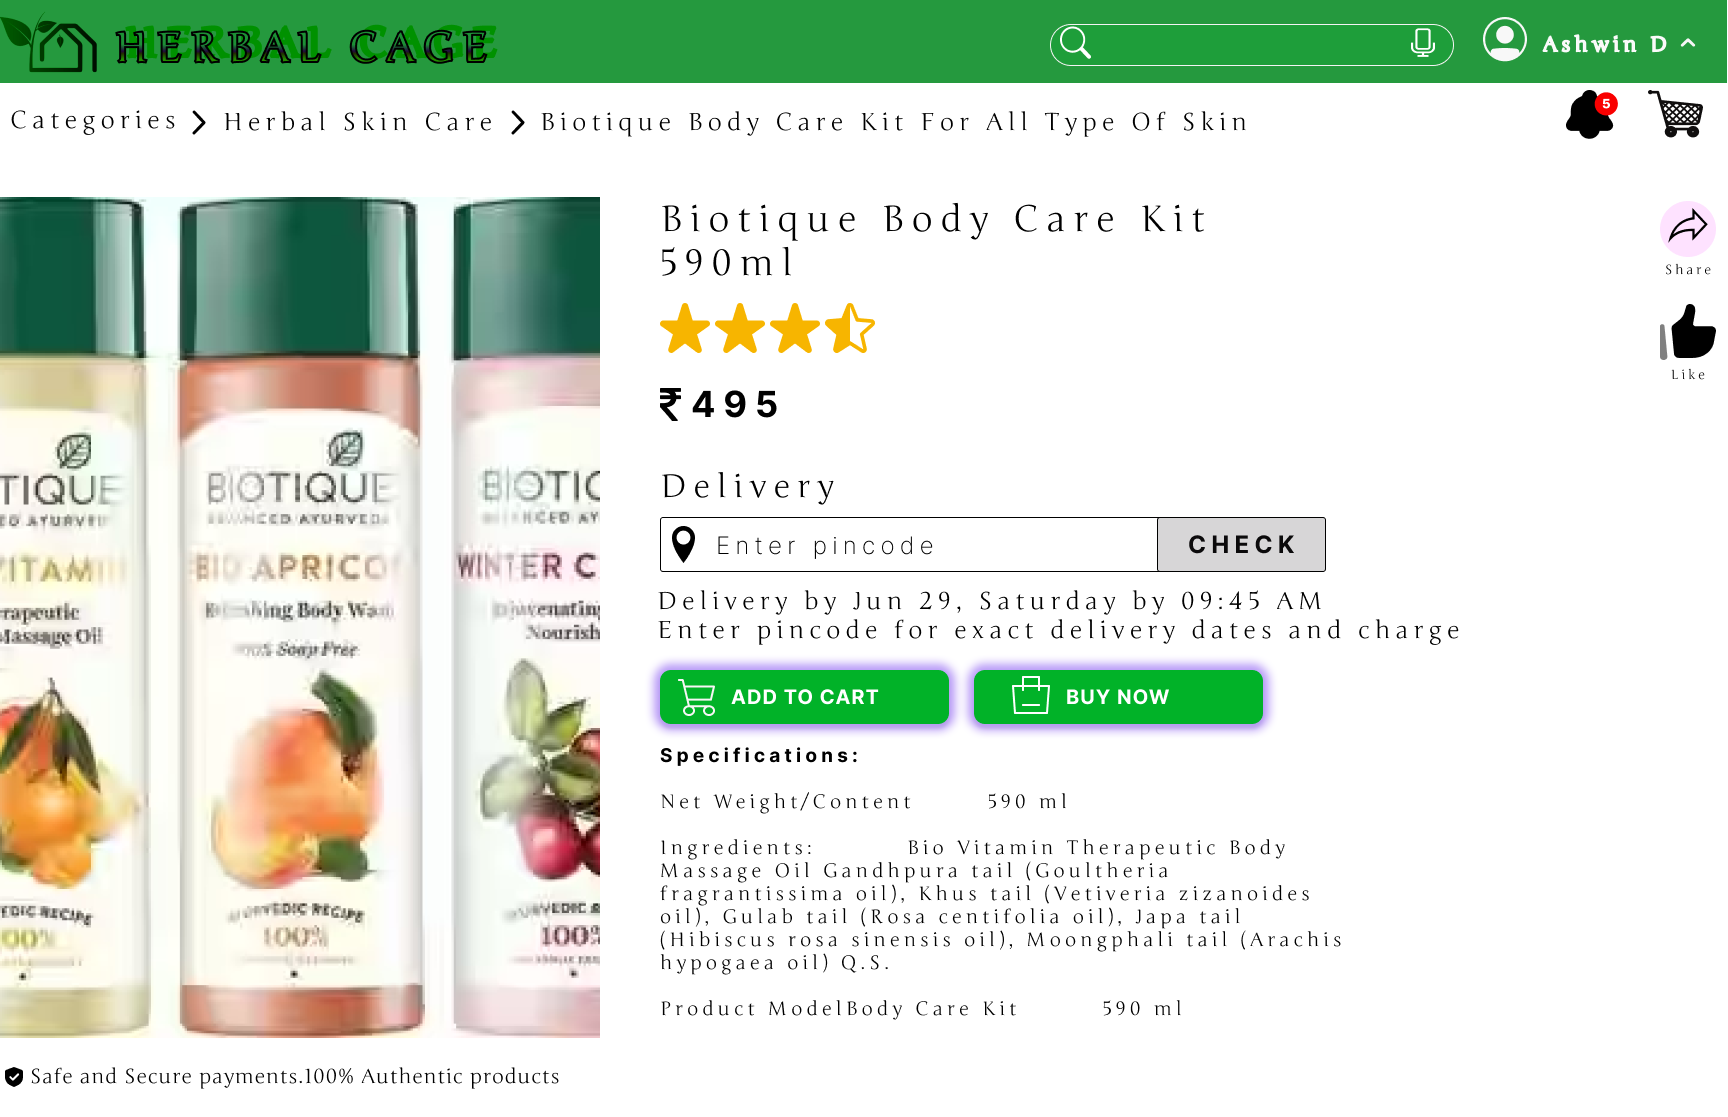 HERBAL CAGE
Ashwin D
Categories > Herbal Skin Care > Biotique Body Care Kit For All Type Of Skin
5
Biotique Body Care Kit
590ml
Share
Like
₹495
Delivery
Enter pincode
CHECK
Delivery by Jun 29, Saturday by 09:45 AM
Enter pincode for exact delivery dates and charge
ADD TO CART
BUY NOW
Specifications:
Net Weight/Content 590 ml
Ingredients: Bio Vitamin Therapeutic Body
Massage Oil Gandhpura tail (Goultheria
fragrantissima oil), Khus tail (Vetiveria zizanoides
oil), Gulab tail (Rosa centifolia oil), Japa tail
(Hibiscus rosa sinensis oil), Moongphali tail (Arachis
hypogaea oil) Q.S.
Product ModelBody Care Kit 590 ml
TIQUE
VITAMIN
rapeutic
Massage Oil
VEDIC RECIPE
00%
BIOTIQUE
ADVANCED AYURVEDA
BIO APRICOT
Refreshing Body Wash
100% Soap Free
AYURVEDIC RECIPE
100%
BIOTIQ
ADVANCED AYUR
WINTER C
Rejuvenating
Nourish
AYURVEDIC R
100%
Safe and Secure payments.100% Authentic products